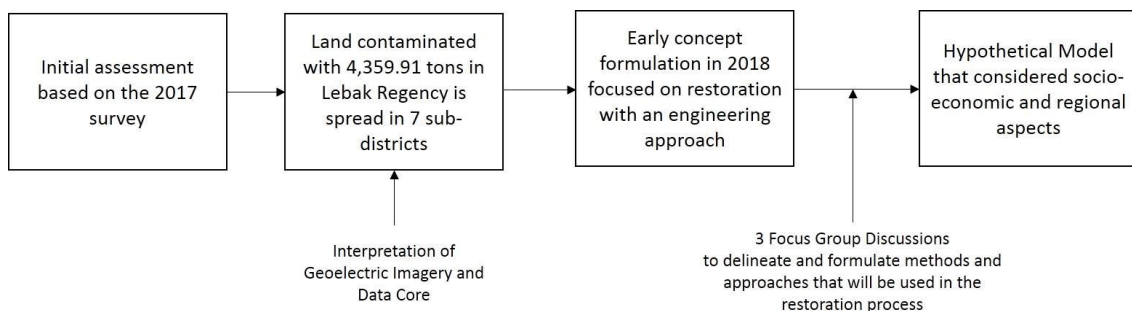 Initial assessment
based on the 2017
survey
Land contaminated
with 4,359.91 tons in
Lebak Regency is
spread in 7 sub-
districts
Early concept
formulation in 2018
focused on restoration
with an engineering
approach
Hypothetical Model
that considered socio-
economic and regional
aspects
Interpretation of
Geoelectric Imagery and
Data Core
3 Focus Group Discussions
to delineate and formulate methods and
approaches that will be used in the
restoration process